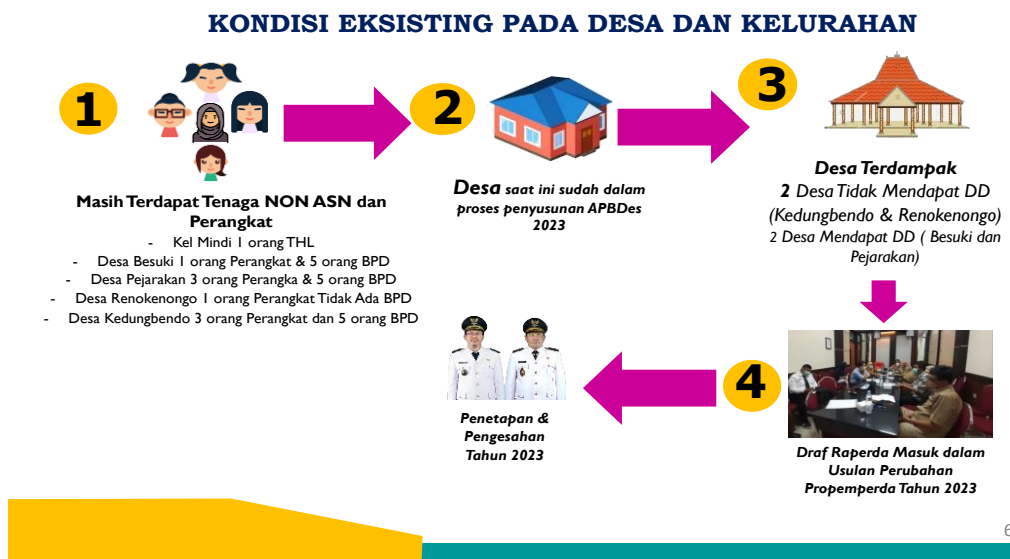 KONDISI EKSISTING PADA DESA DAN KELURAHAN
1
Masih Terdapat Tenaga NON ASN dan
Perangkat
- Kel Mindi 1 orang THL
- Desa Besuki 1 orang Perangkat & 5 orang BPD
- Desa Pejarakan 3 orang Perangka & 5 orang BPD
- Desa Renokenongo 1 orang Perangkat Tidak Ada BPD
- Desa Kedungbendo 3 orang Perangkat dan 5 orang BPD
2
Desa saat ini sudah dalam
proses penyusunan APBDes
2023
3
Desa Terdampak
2 Desa Tidak Mendapat DD
(Kedungbendo & Renokenongo)
2 Desa Mendapat DD ( Besuki dan
Pejarakan)
4
Draf Raperda Masuk dalam
Usulan Perubahan
Propemperda Tahun 2023
Penetapan &
Pengesahan
Tahun 2023
6